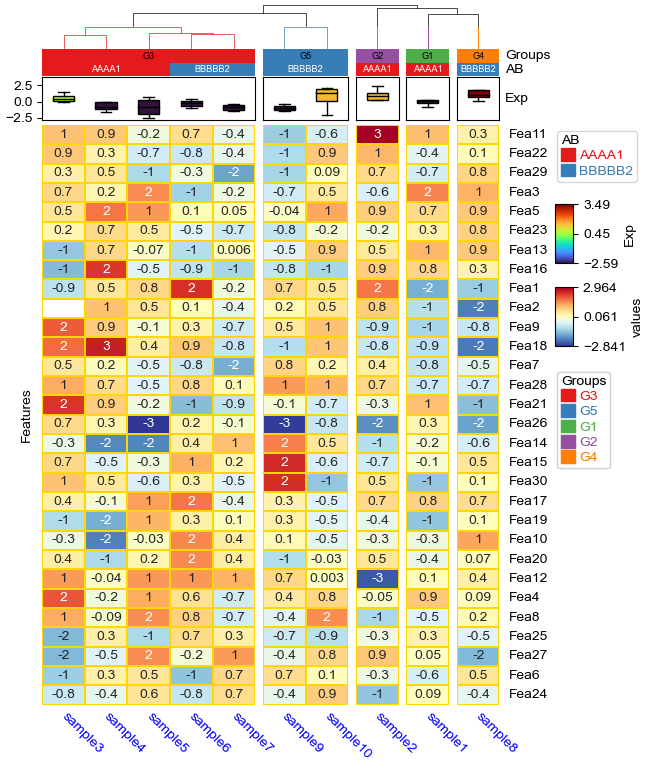 G3 G5 G2 G1 G4 Groups
AAAA1 BBBBB2 BBBBB2 AAAA1 AAAA1 BBBBB2 AB
2.5
0.0 Exp
-2.5
1 0.9 -0.2 0.7 -0.4 -1 -0.6 3 1 0.3 Fea11
0.9 0.3 -0.7 -0.8 -0.4 -1 0.9 1 -0.4 0.1 Fea22
0.3 0.5 -1 -0.3 -2 -1 0.09 0.7 -0.7 0.8 Fea29
0.7 0.2 2 -1 -0.2 -0.7 0.5 -0.6 2 1 Fea3
0.5 2 1 0.1 0.05 -0.04 1 0.9 0.7 0.9 Fea5
0.2 0.7 0.5 -0.5 -0.7 -0.8 -0.2 -0.2 0.3 0.8 Fea23
-1 0.7 -0.07 -1 0.006 -0.5 0.9 0.5 1 0.9 Fea13
-1 2 -0.5 -0.9 -1 -0.8 -1 0.9 0.8 0.3 Fea16
-0.9 0.5 0.8 2 -0.2 0.7 0.5 2 -2 -1 Fea1
1 0.5 0.1 -0.4 0.2 0.5 0.8 -1 -2 Fea2
2 0.9 -0.1 0.3 -0.7 0.5 1 -0.9 -1 -0.8 Fea9
2 3 0.4 0.9 -0.8 -1 1 -0.8 -0.9 -2 Fea18
0.5 0.2 -0.5 -0.8 -2 0.8 0.2 0.4 -0.8 -0.5 Fea7
1 0.7 -0.5 0.8 0.1 1 1 0.7 -0.7 -0.7 Fea28
2 0.9 -0.2 -1 -0.9 -0.1 -0.7 -0.3 1 -1 Fea21
0.7 0.3 -3 0.2 -0.1 -3 -0.8 -2 0.3 -2 Fea26
-0.3 -2 -2 0.4 1 2 0.5 -1 -0.2 -0.6 Fea14
0.7 -0.5 -0.3 1 0.2 2 -0.6 -0.7 -0.1 0.5 Fea15
1 0.5 -0.6 0.3 -0.5 2 -1 0.5 -1 0.1 Fea30
0.4 -0.1 1 2 -0.4 0.3 -0.5 0.7 0.8 0.7 Fea17
-1 -2 1 0.3 0.1 0.3 -0.5 -0.4 -1 0.1 Fea19
-0.3 -2 -0.03 2 0.4 0.1 -0.5 -0.3 -0.3 1 Fea10
0.4 -1 0.2 2 0.4 -1 -0.03 0.5 -0.4 0.07 Fea20
1 -0.04 1 1 1 0.7 0.003 -3 0.1 0.4 Fea12
2 -0.2 1 0.6 -0.7 0.4 0.8 -0.05 0.9 0.09 Fea4
1 -0.09 2 0.8 -0.7 -0.4 2 -1 -0.5 0.2 Fea8
-2 0.3 -1 0.7 0.3 -0.7 -0.9 -0.3 0.3 -0.5 Fea25
-2 -0.5 2 -0.2 1 -0.4 0.8 0.9 0.05 -2 Fea27
-1 0.3 0.5 -1 0.7 0.7 0.1 -0.3 -0.6 0.5 Fea6
-0.8 -0.4 0.6 -0.8 0.7 -0.4 0.9 -1 0.09 -0.4 Fea24
Features
sample3 sample4 sample5 sample6 sample7 sample9 sample10 sample2 sample1 sample8
AB
AAAA1
BBBBB2
3.49
0.45
-2.59
Exp
2.964
0.061
-2.841
values
Groups
G3
G5
G1
G2
G4